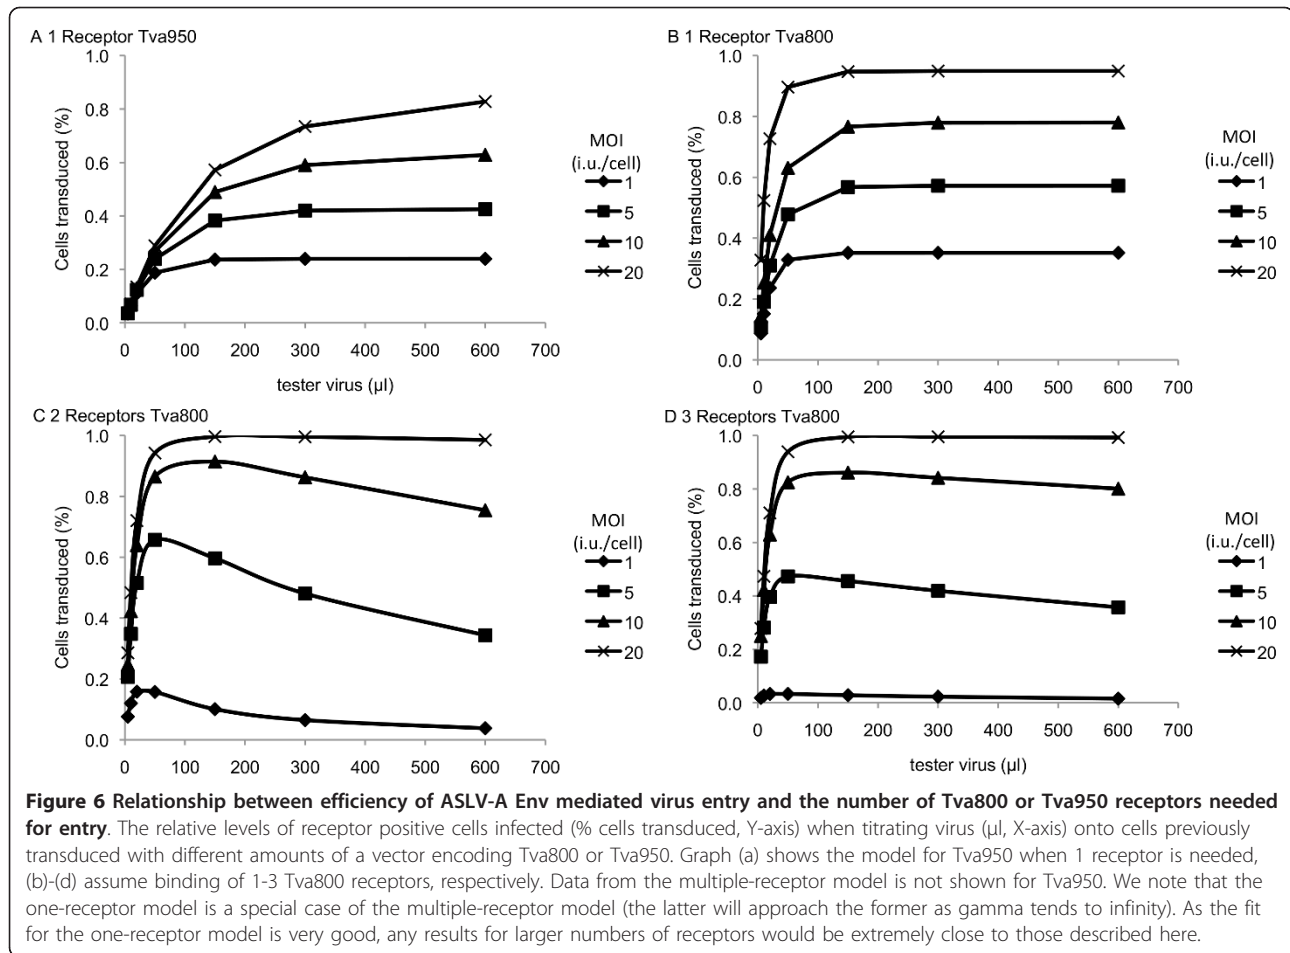 A 1 Receptor Tva950
1.0
0.8
0.6
0.4
0.2
0.0
Cells transduced (%)
0 100 200 300 400 500 600 700
tester virus (µl)
MOI
(i.u./cell)
1
5
10
20
B 1 Receptor Tva800
1.0
0.8
0.6
0.4
0.2
0.0
Cells transduced (%)
0 100 200 300 400 500 600 700
MOI
(i.u./cell)
1
5
10
20
C 2 Receptors Tva800
1.0
0.8
0.6
0.4
0.2
0.0
Cells transduced (%)
0 100 200 300 400 500 600 700
MOI
(i.u./cell)
1
5
10
20
D 3 Receptors Tva800
1.0
0.8
0.6
0.4
0.2
0.0
Cells transduced (%)
0 100 200 300 400 500 600 700
tester virus (µl)
MOI
(i.u./cell)
1
5
10
20
Figure 6 Relationship between efficiency of ASLV-A Env mediated virus entry and the number of Tva800 or Tva950 receptors needed
for entry. The relative levels of receptor positive cells infected (% cells transduced, Y-axis) when titrating virus (µl, X-axis) onto cells previously
transduced with different amounts of a vector encoding Tva800 or Tva950. Graph (a) shows the model for Tva950 when 1 receptor is needed,
(b)-(d) assume binding of 1-3 Tva800 receptors, respectively. Data from the multiple-receptor model is not shown for Tva950. We note that the
one-receptor model is a special case of the multiple-receptor model (the latter will approach the former as gamma tends to infinity). As the fit
for the one-receptor model is very good, any results for larger numbers of receptors would be extremely close to those described here.